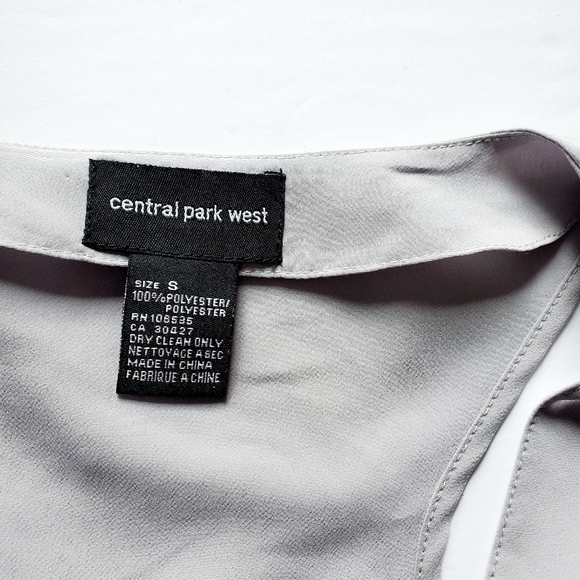 central park west
SIZE S
100%POLYESTER/
POLYESTER
RN 106535
CA 30427
DRY CLEAN ONLY
NETTOYAGE A SEC
MADE IN CHINA
FABRIQUE A CHINE